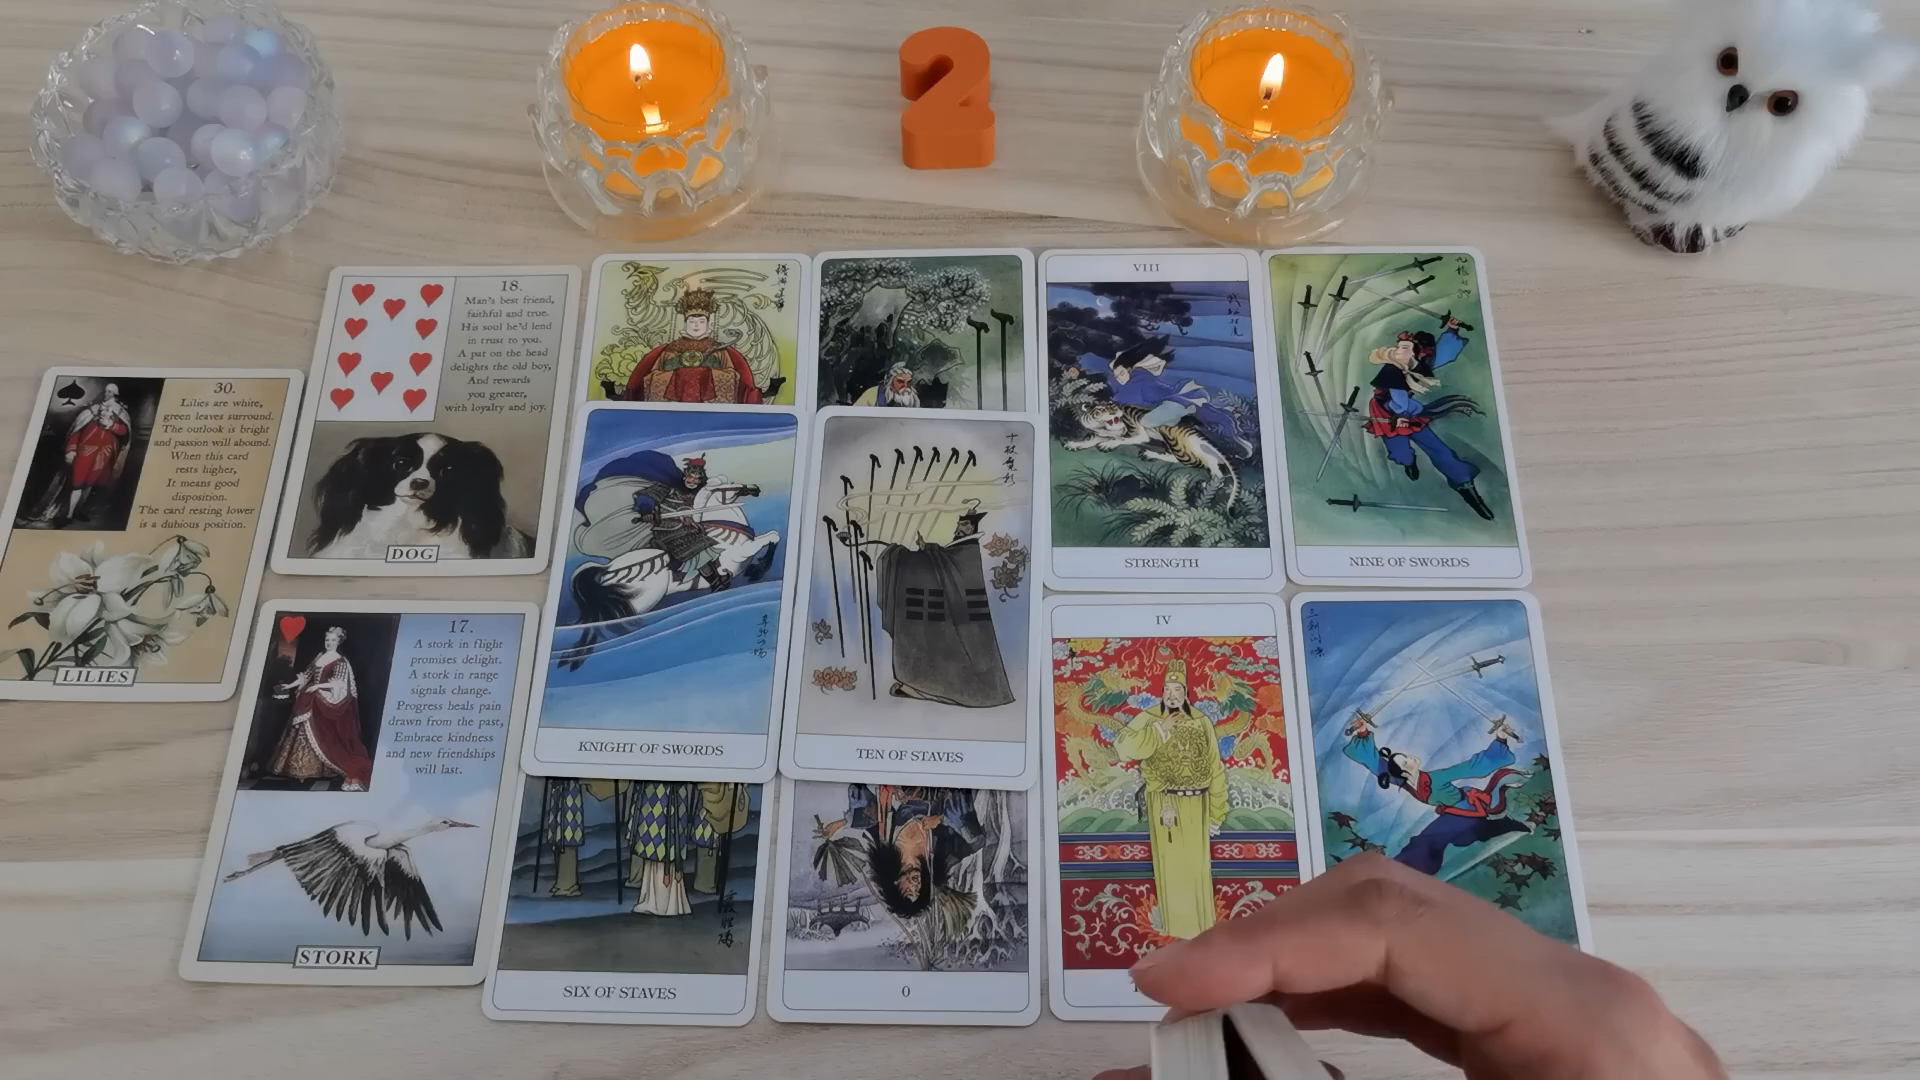 2
30.
Lilies are white,
green leaves surround.
The outlook is bright
and passion will abound.
When this card
rests higher,
It means good
disposition.
The card resting lower
is a dubious position.
LILIES
18.
Man's best friend,
faithful and true.
His soul he'd lend
in trust to you.
A pat on the head
delights the old boy,
And rewards
you greater,
with loyalty and joy.
DOG
17.
A stork in flight
promises delight.
A stork in range
signals change.
Progress heals pain
drawn from the past,
Embrace kindness
and new friendships
will last.
STORK
KNIGHT OF SWORDS
TEN OF STAVES
VIII
STRENGTH
NINE OF SWORDS
SIX OF STAVES
0
IV